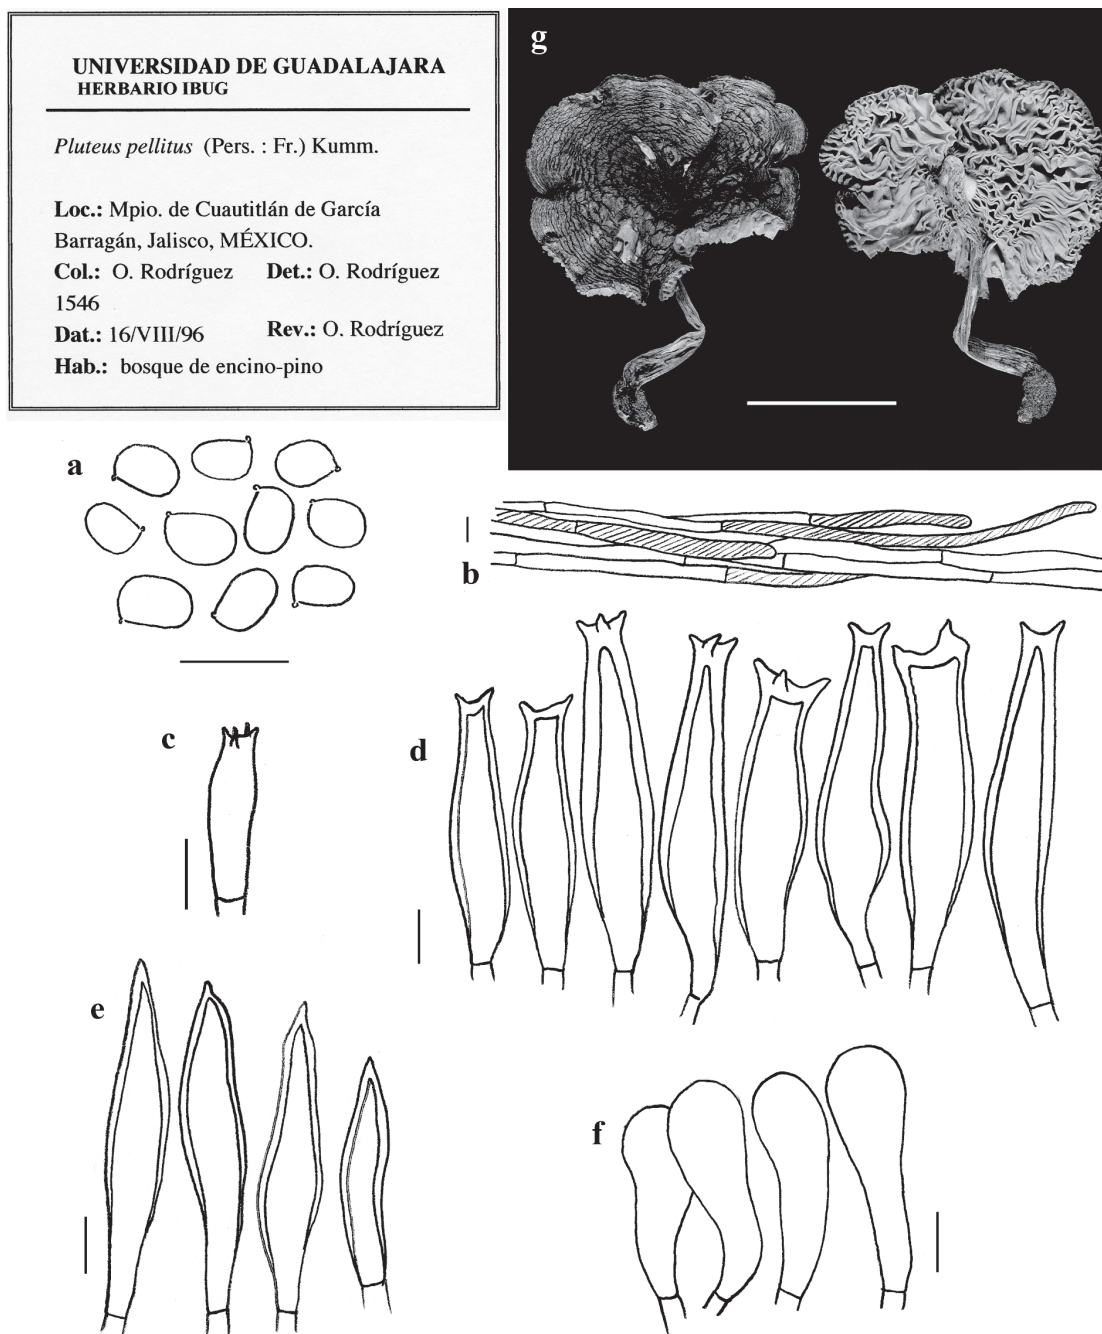 UNIVERSIDAD DE GUADALAJARA
HERBARIO IBUG
Pluteus pellitus (Pers. : Fr.) Kumm.
Loc.: Mpio. de Cuautitlán de García
Barragán, Jalisco, MÉXICO.
Col.: O. Rodríguez Det.: O. Rodríguez
1546
Dat.: 16/VIII/96 Rev.: O. Rodríguez
Hab.: bosque de encino-pino
g
a
b
c
d
e
f